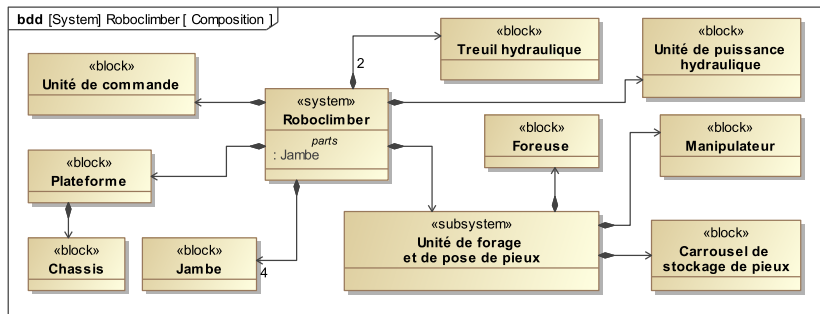 bdd [System] Roboclimber [ Composition ]
«block»
Treuil hydraulique
«block»
Unité de puissance
hydraulique
«block»
Unité de commande
2
«system»
Roboclimber
parts
: Jambe
«block»
Foreuse
«block»
Manipulateur
«block»
Plateforme
«subsystem»
Unité de forage
et de pose de pieux
«block»
Carrousel de
stockage de pieux
«block»
Chassis
«block»
Jambe
4